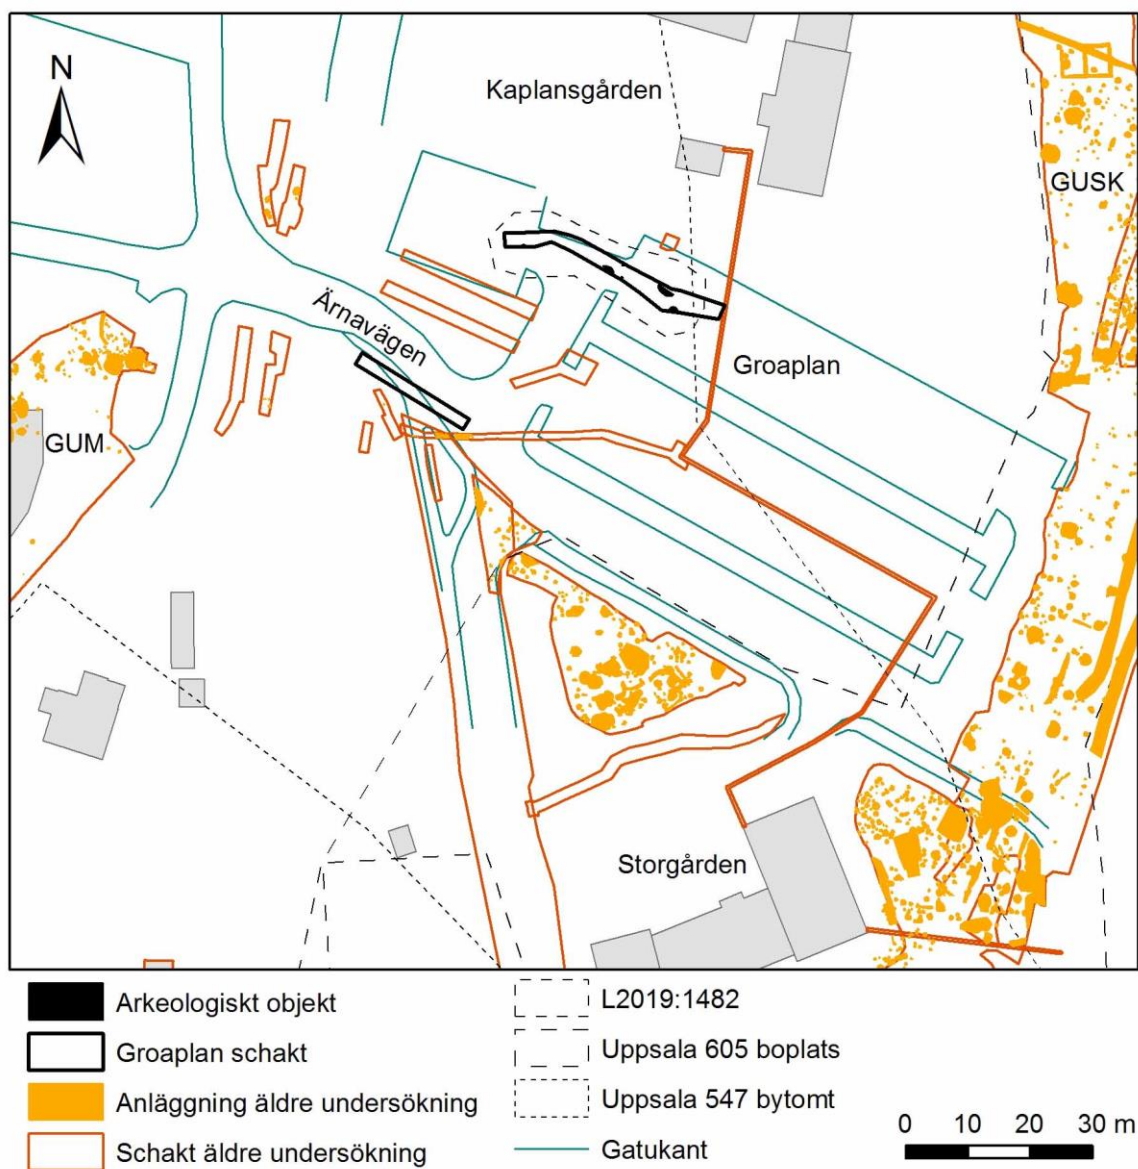 N
Kaplansgården
GUSK
Ärnavägen
Groaplan
GUM
Storgården
Arkeologiskt objekt
Groaplan schakt
Anläggning äldre undersökning
Schakt äldre undersökning
L2019:1482
Uppsala 605 boplats
Uppsala 547 bytomt
Gatukant
0 10 20 30 m